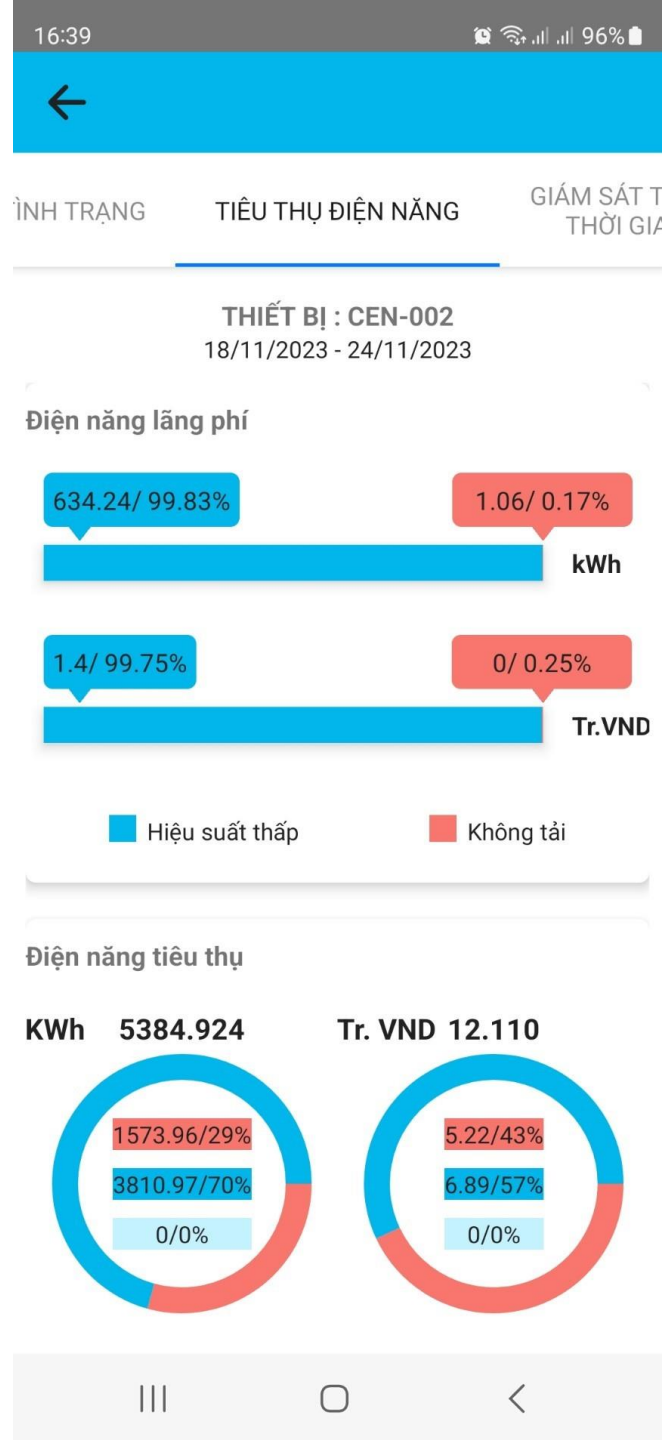 16:39
96%
ÌNH TRẠNG
TIÊU THỤ ĐIỆN NĂNG
GIÁM SÁT T
THỜI GIA
THIẾT BỊ : CEN-002
18/11/2023 - 24/11/2023
Điện năng lãng phí
634.24/ 99.83%
1.06/ 0.17%
kWh
1.4/ 99.75%
0/ 0.25%
Tr.VND
Hiệu suất thấp
Không tải
Điện năng tiêu thụ
KWh 5384.924
Tr. VND 12.110
1573.96/29%
3810.97/70%
0/0%
5.22/43%
6.89/57%
0/0%